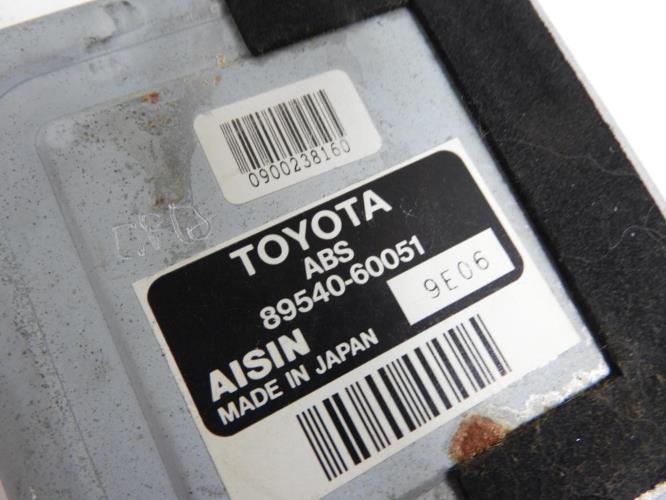 0900238160
TOYOTA
ABS
89540-60051
9E06
AISIN
MADE IN JAPAN